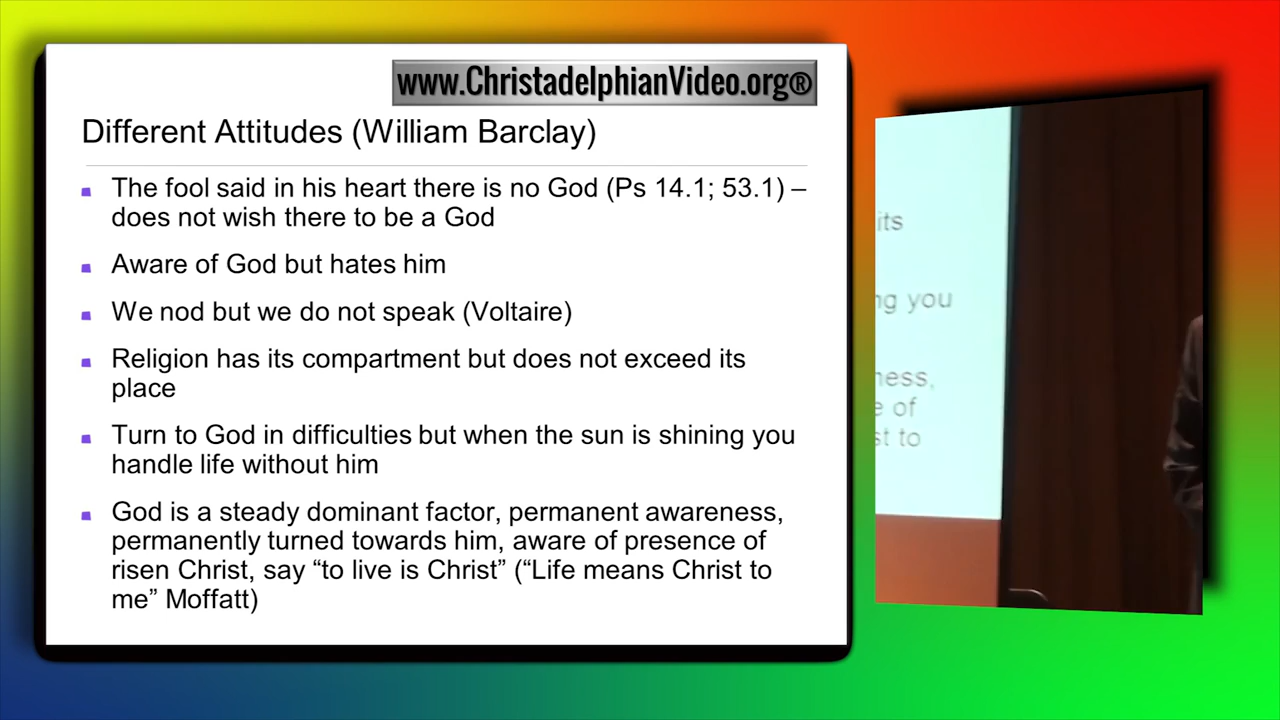 www.ChristadelphianVideo.org®
Different Attitudes (William Barclay)
The fool said in his heart there is no God (Ps 14.1; 53.1) –
does not wish there to be a God
Aware of God but hates him
We nod but we do not speak (Voltaire)
Religion has its compartment but does not exceed its
place
Turn to God in difficulties but when the sun is shining you
handle life without him
God is a steady dominant factor, permanent awareness,
permanently turned towards him, aware of presence of
risen Christ, say “to live is Christ” (“Life means Christ to
me” Moffatt)
its
you
of
to